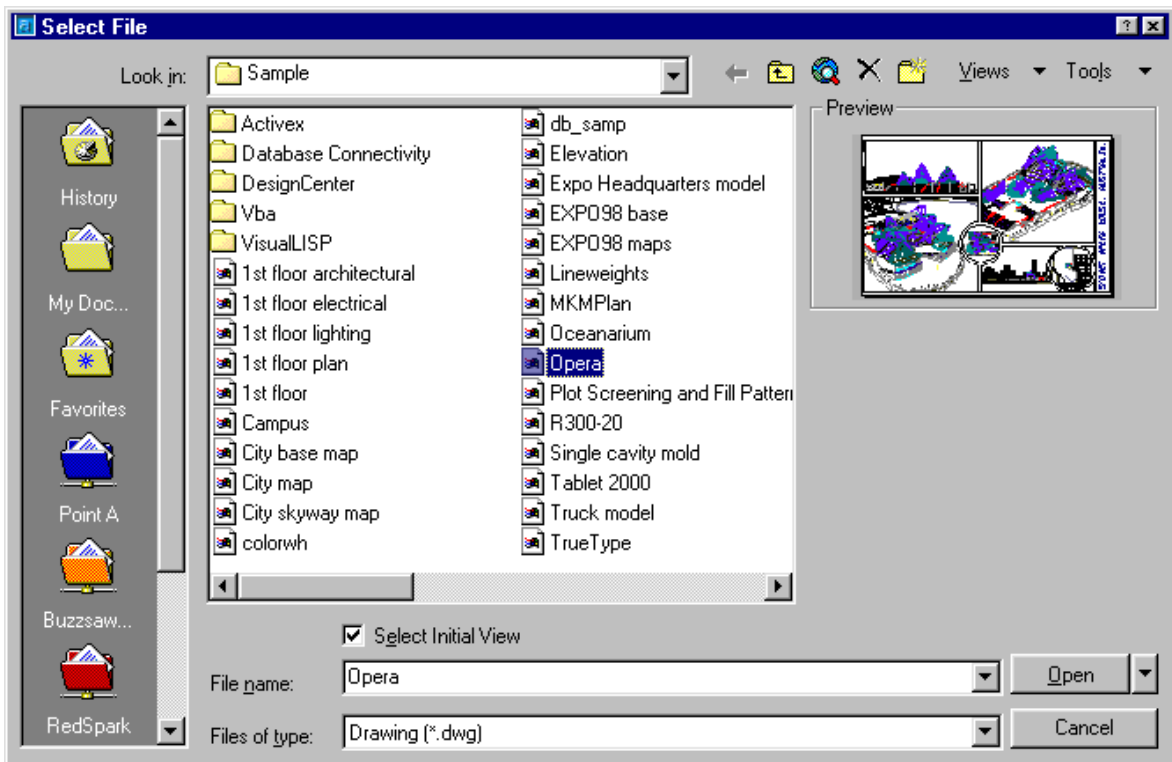 Select File
Look in:
Sample
Views
Tools
History
My Doc...
Favorites
Point A
Buzzsaw...
RedSpark
Activex
Database Connectivity
DesignCenter
Vba
VisualLISP
1st floor architectural
1st floor electrical
1st floor lighting
1st floor plan
1st floor
Campus
City base map
City map
City skyway map
colorwh
db_samp
Elevation
Expo Headquarters model
EXPO98 base
EXPO98 maps
Lineweights
MKMPlan
Oceanarium
Opera
Plot Screening and Fill Pattern
R300-20
Single cavity mold
Tablet 2000
Truck model
TrueType
Preview
Select Initial View
File name:
Opera
Open
Files of type:
Drawing (*.dwg)
Cancel